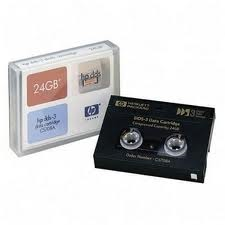 24GB*
hp dds-3
data cartridge
C5708A
hp
HEWLETT
PACKARD
DDS 3
DDS-3 Data Cartridge
Compressed Capacity 24GB
Order Number - C5708A